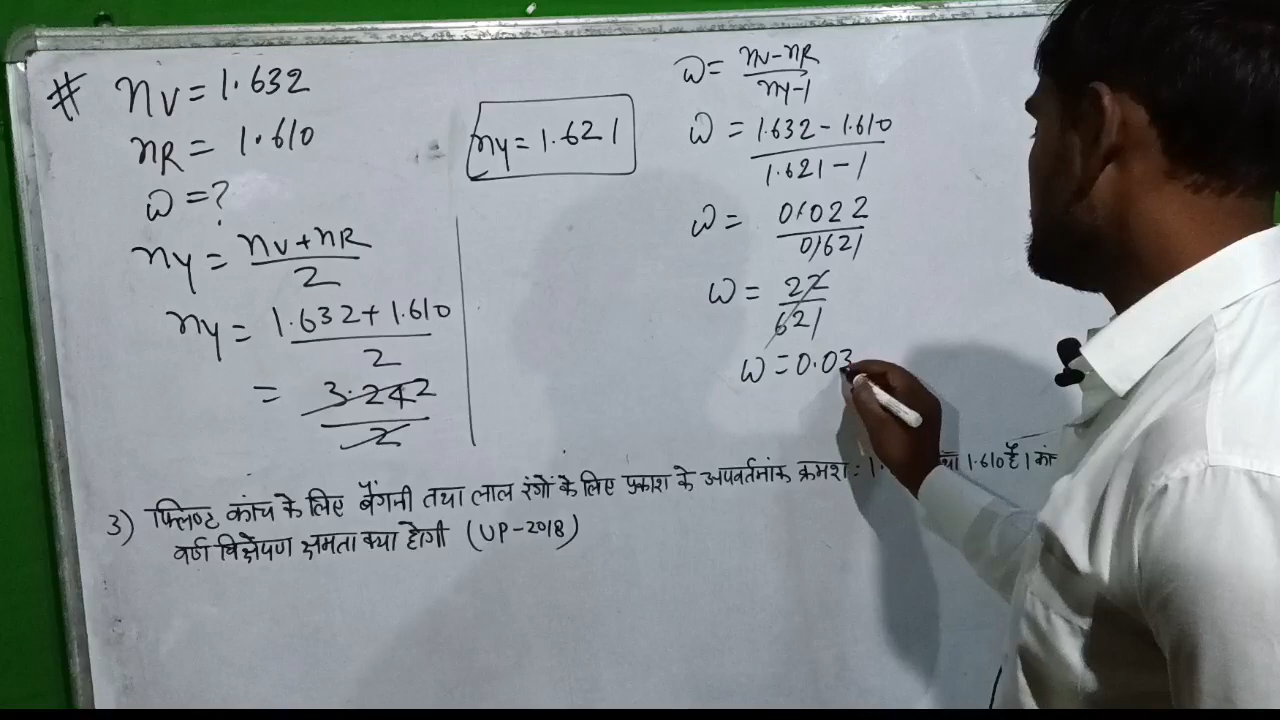 # nv = 1.632
nR = 1.610
ω = ?
ny = nv+nR / 2
ny = 1.632 + 1.610 / 2
= 3.242 / 2
ny = 1.621
ω = nv-nR / ny-1
ω = 1.632 - 1.610 / 1.621 - 1
ω = 0.022 / 0.621
ω = 22 / 621
ω = 0.03
3) फ्लिण्ट कांच के लिए बैंगनी तथा लाल रंगो के लिए प्रकाश के अपवर्तनांक क्रमश: 1. 1.610 है। कां
वर्ण विक्षेपण क्षमता क्या होगी (UP-2018)